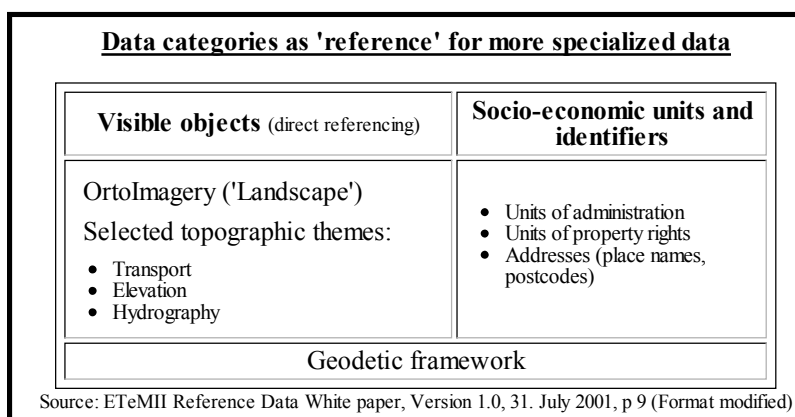 Data categories as 'reference' for more specialized data
Visible objects (direct referencing)
Socio-economic units and
identifiers
OrtoImagery ('Landscape')
Selected topographic themes:
• Transport
• Elevation
• Hydrography
• Units of administration
• Units of property rights
• Addresses (place names,
postcodes)
Geodetic framework
Source: ETeMII Reference Data White paper, Version 1.0, 31. July 2001, p 9 (Format modified)